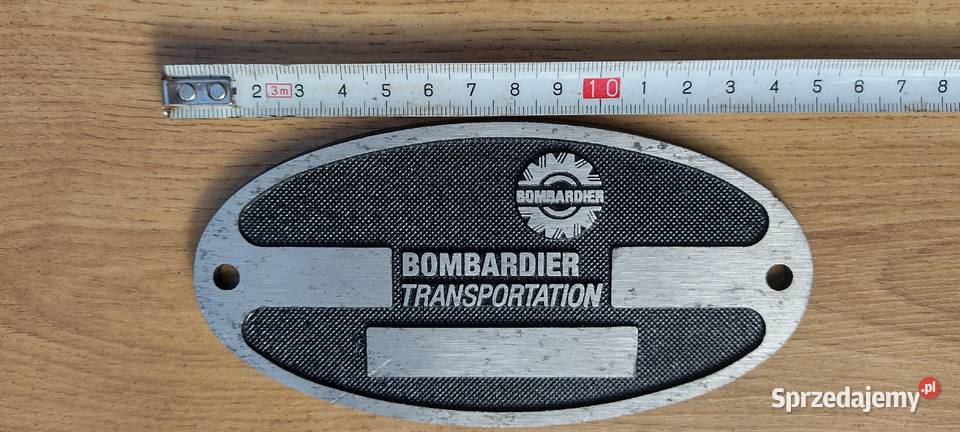 2 3m 3 4 5 6 7 8 9 10 1 2 3 4 5 6 7 8
BOMBARDIER
BOMBARDIER
TRANSPORTATION
Sprzedajemy.pl